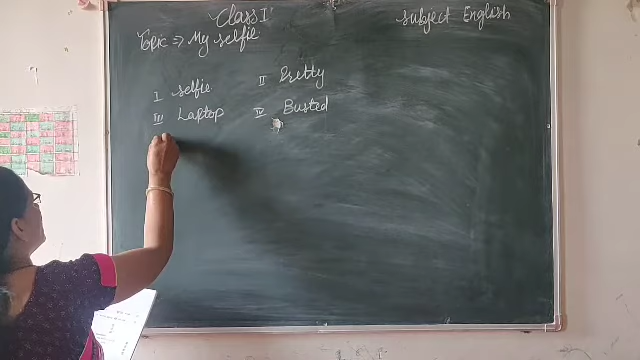 Class I
subject English
Topic ⇒ My selfie
I selfie
II Pretty
III Laptop
IV Busted